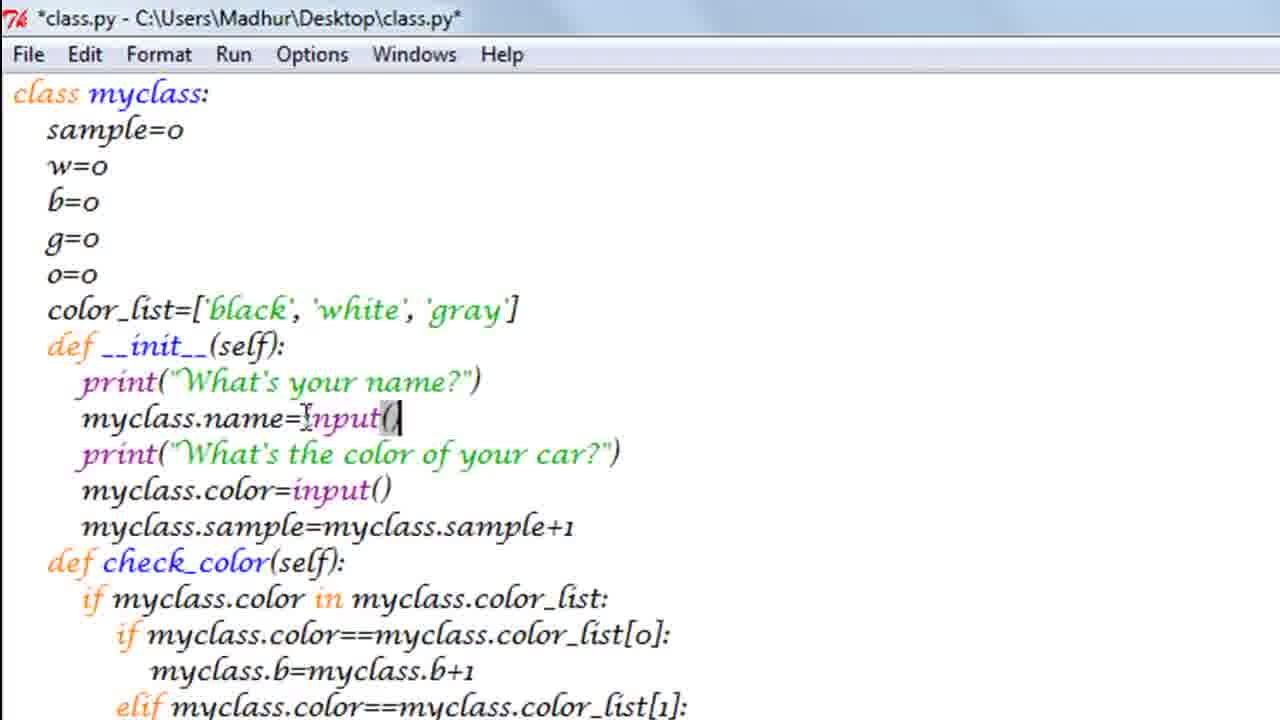 *class.py - C:\Users\Madhur\Desktop\class.py*
File Edit Format Run Options Windows Help
class myclass:
    sample=0
    w=0
    b=0
    g=0
    o=0
    color_list=['black', 'white', 'gray']
    def __init__(self):
        print("What's your name?")
        myclass.name=input()
        print("What's the color of your car?")
        myclass.color=input()
        myclass.sample=myclass.sample+1
    def check_color(self):
        if myclass.color in myclass.color_list:
            if myclass.color==myclass.color_list[0]:
                myclass.b=myclass.b+1
            elif myclass.color==myclass.color_list[1]: